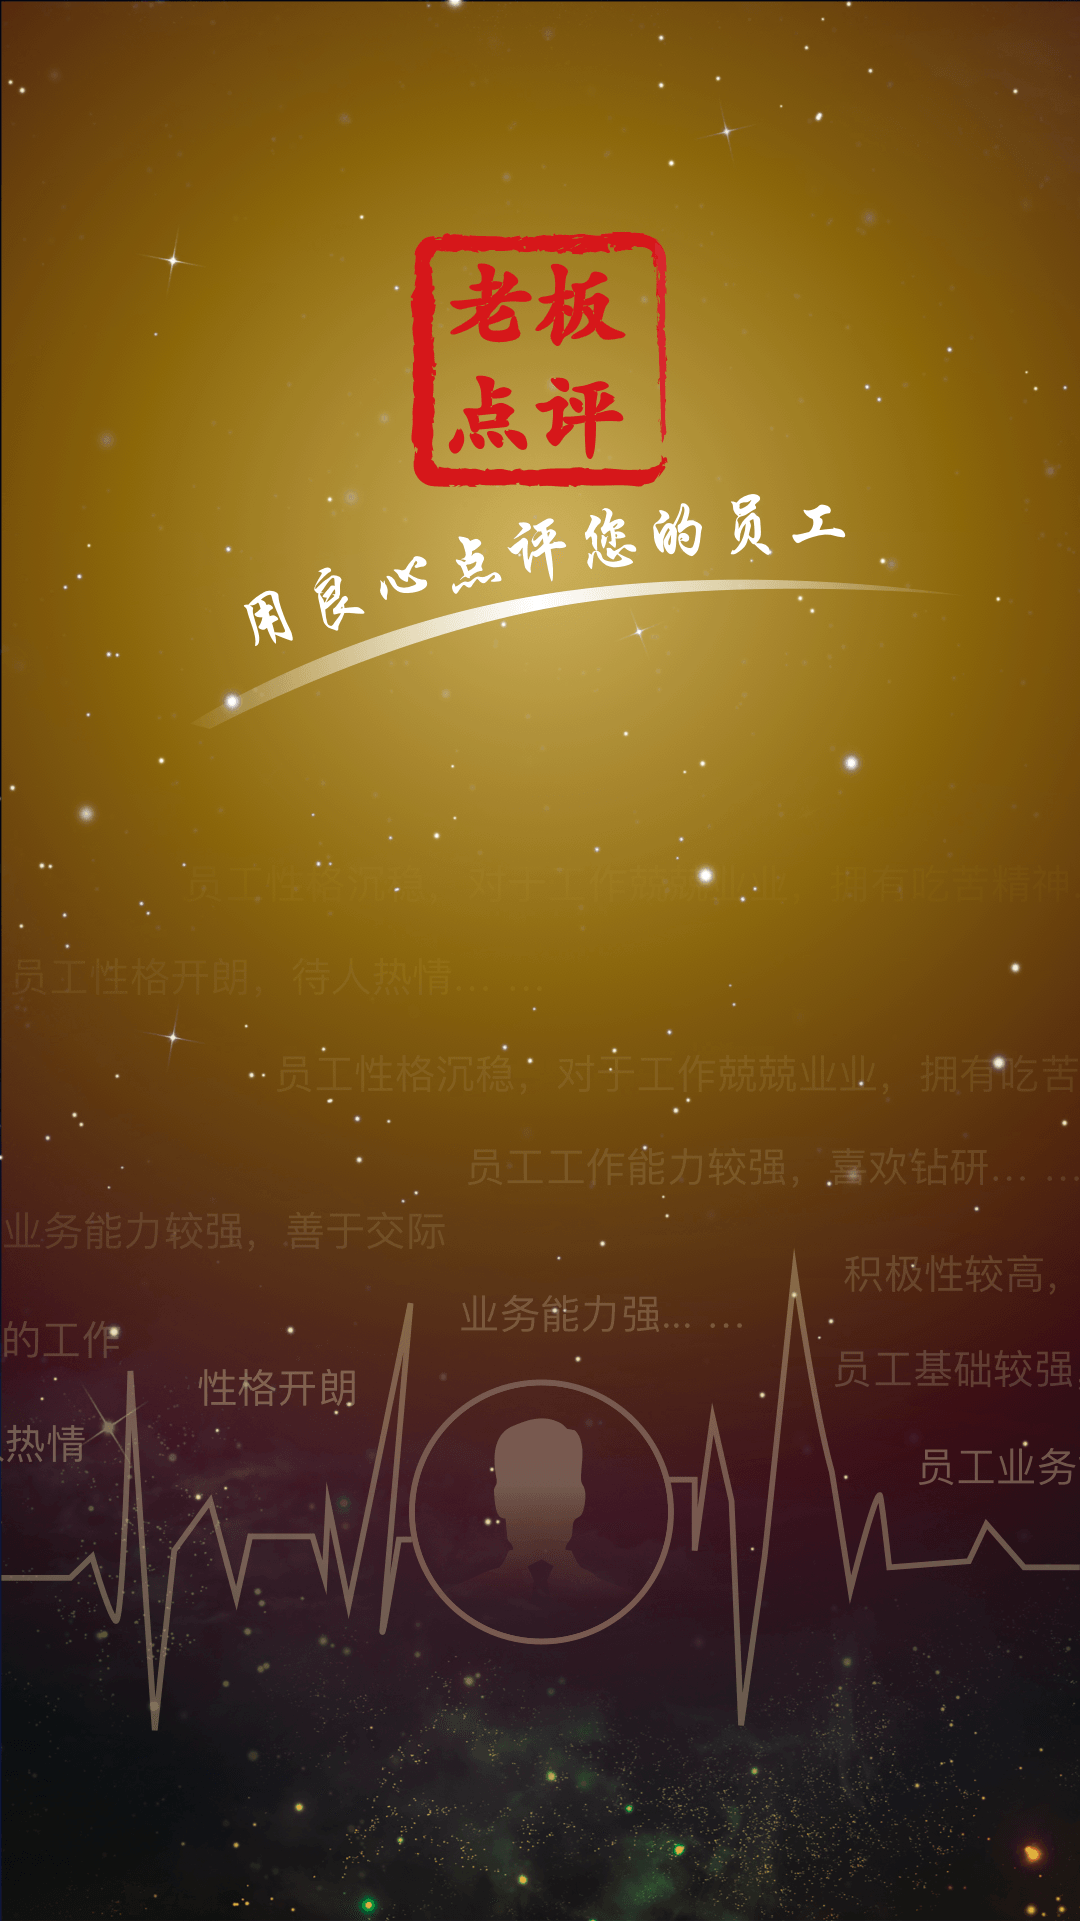 老板
点评
用良心点评您的员工
员工性格沉稳，对于工作兢兢业业，拥有吃苦精神
员工性格开朗，待人热情... ...
员工性格沉稳，对于工作兢兢业业，拥有吃苦
员工工作能力较强，喜欢钻研... ...
业务能力较强，善于交际
积极性较高，
业务能力强... ...
的工作
员工基础较强
性格开朗
热情
员工业务